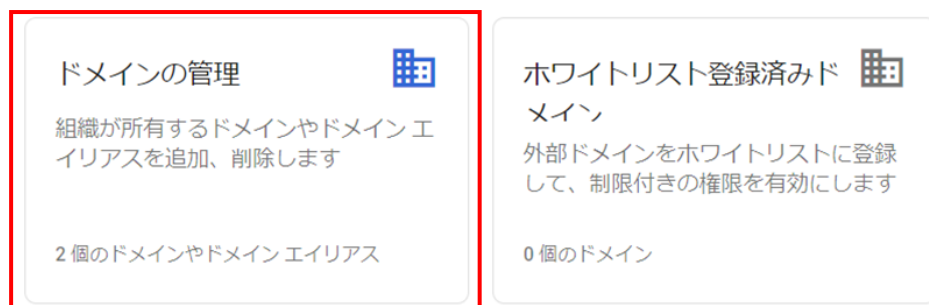 ドメインの管理
組織が所有するドメインやドメイン エ
イリアスを追加、削除します
2 個のドメインやドメイン エイリアス
ホワイトリスト登録済みド
メイン
外部ドメインをホワイトリストに登録
して、制限付きの権限を有効にします
0 個のドメイン